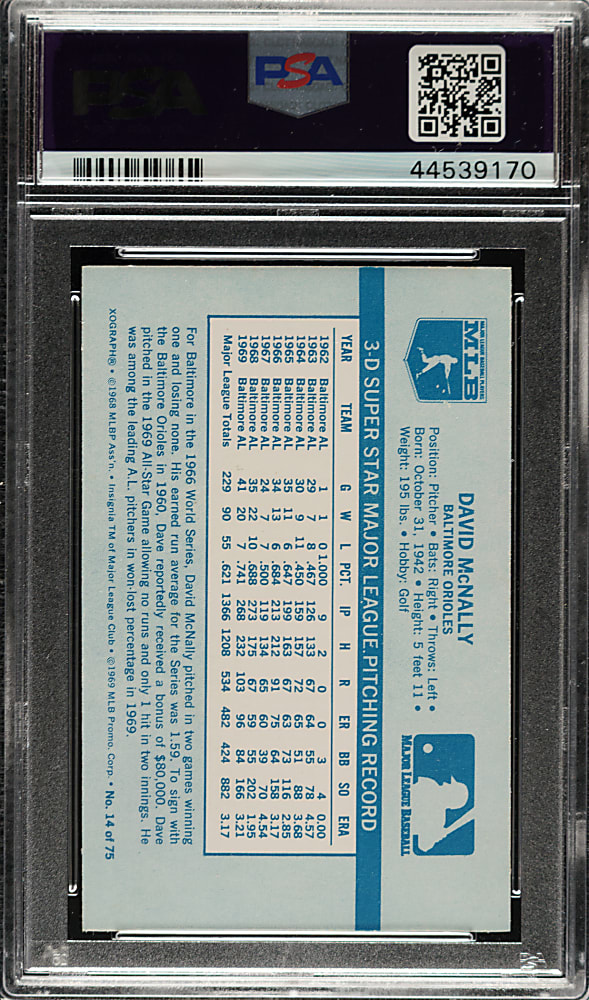 PSA
PSA
44539170
MAJOR LEAGUE BASEBALL PLAYERS
MLB
DAVID McNALLY
BALTIMORE ORIOLES
Position: Pitcher • Bats: Right • Throws: Left •
Born: October 31, 1942 • Height: 5 feet 11 •
Weight: 195 lbs. • Hobby: Golf
MAJOR LEAGUE BASEBALL
3-D SUPER STAR MAJOR LEAGUE PITCHING RECORD
YEAR TEAM G W L PCT IP H R ER BB SO ERA
1962 Baltimore AL 1 1 0 1.000 9 2 0 0 3 4 0.00
1963 Baltimore AL 29 7 8 .467 126 133 67 64 55 78 4.57
1964 Baltimore AL 30 9 11 .450 159 157 72 65 51 88 3.68
1965 Baltimore AL 35 11 6 .647 199 163 67 63 73 116 2.85
1966 Baltimore AL 34 13 6 .684 213 212 91 75 64 158 3.17
1967 Baltimore AL 24 7 7 .500 119 134 65 60 39 70 4.54
1968 Baltimore AL 35 22 10 .688 273 175 67 59 55 202 1.95
1969 Baltimore AL 41 20 7 .741 268 232 103 96 84 166 3.21
Major League Totals 229 90 55 .621 1366 1208 534 482 424 882 3.17
For Baltimore in the 1966 World Series, David McNally pitched in two games winning
one and losing none. His earned run average for the Series was 1.59. To sign with
the Baltimore Orioles in 1960, Dave reportedly received a bonus of $80,000. Dave
pitched in the 1969 All-Star Game allowing no runs and only 1 hit in two innings. He
was among the leading A.L. pitchers in won-lost percentage in 1969.
XOGRAPH® • ©1968 MLBP Ass'n. • Insignia TM of Major League Club • ©1969 MLB Promo. Corp. • No. 14 of 75